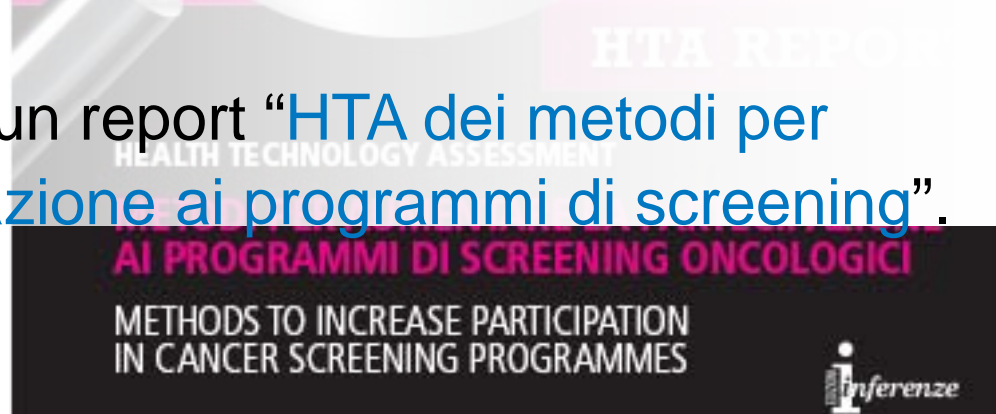 HTA REPO
un report “HTA dei metodi per
HEALTH TECHNOLOGY ASSESSMENT
zione ai programmi di screening”.
AI PROGRAMMI DI SCREENING ONCOLOGICI
METHODS TO INCREASE PARTICIPATION
IN CANCER SCREENING PROGRAMMES
inferenze